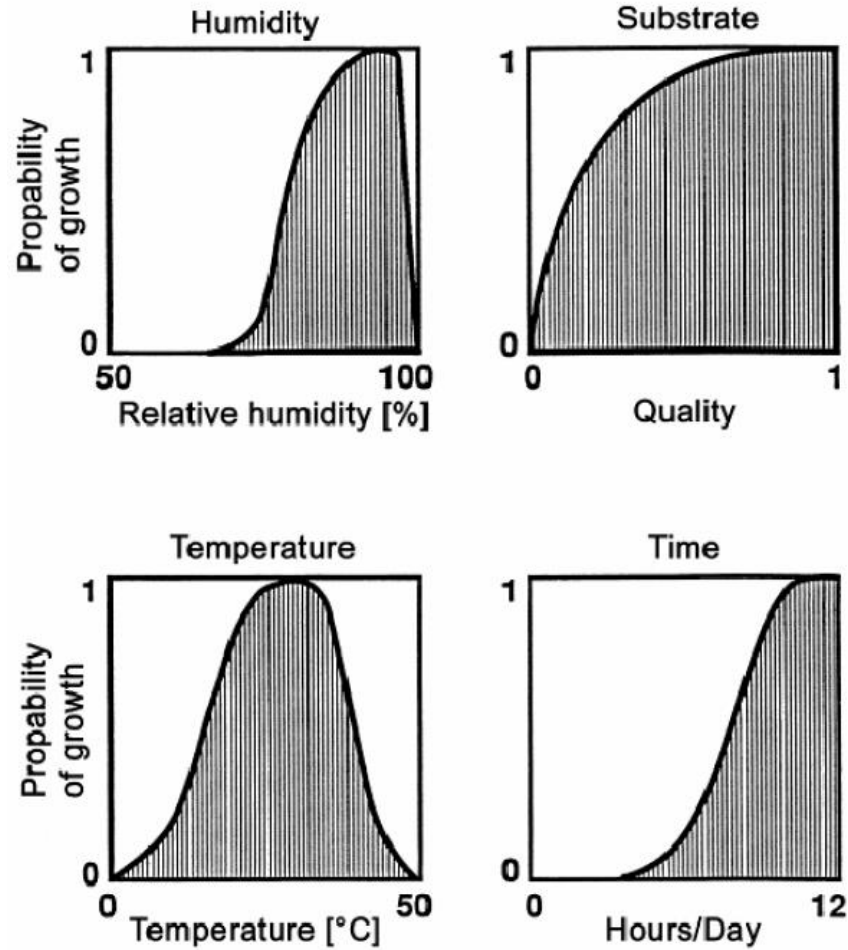 Humidity
Propability
of growth
1
0
50
100
Relative humidity [%]
Substrate
1
0
0
1
Quality
Temperature
Propability
of growth
1
0
0
50
Temperature [°C]
Time
1
0
0
12
Hours/Day